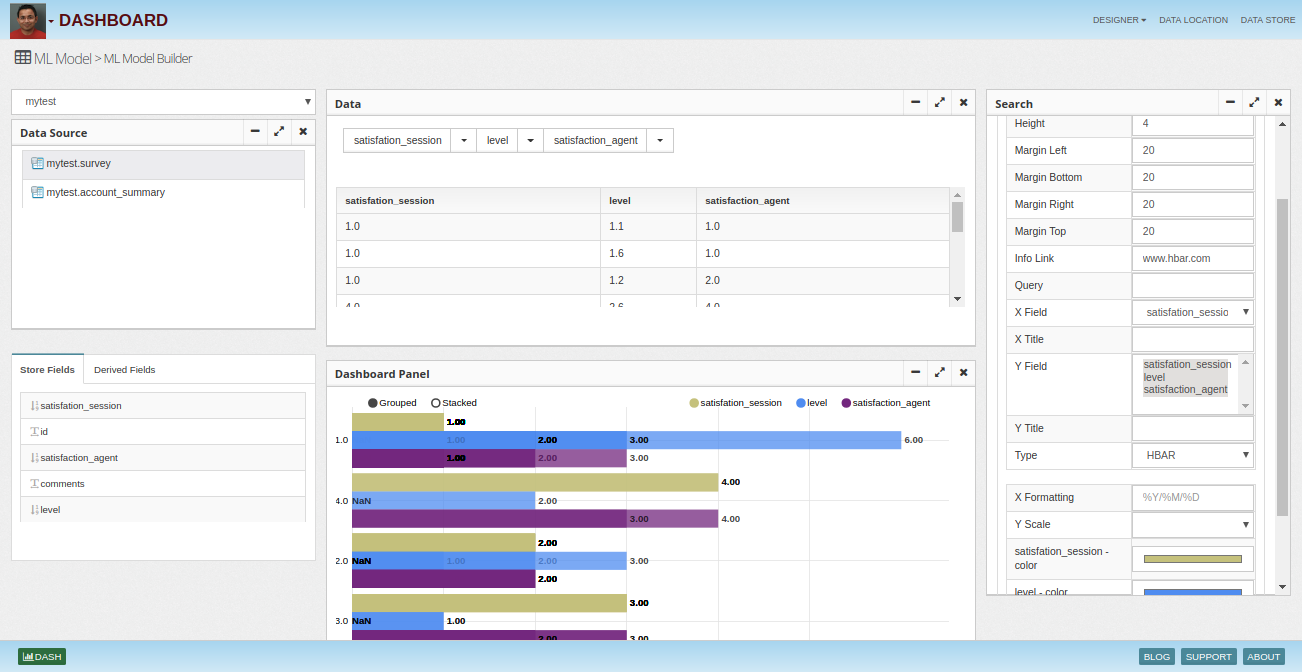 DASHBOARD
DESIGNER DATA LOCATION DATA STORE
ML Model > ML Model Builder
mytest
Data Source
mytest.survey
mytest.account_summary
Store Fields Derived Fields
satisfation_session
id
satisfaction_agent
comments
level
Data
satisfation_session level satisfaction_agent
satisfation_session level satisfaction_agent
1.0 1.1 1.0
1.0 1.6 1.0
1.0 1.2 2.0
4.0 2.6 4.0
Dashboard Panel
Grouped Stacked satisfation_session level satisfaction_agent
1.00
1.0 1.00 2.00 3.00 6.00
1.00 2.00 3.00
4.00
4.0 NaN 2.00
3.00 4.00
2.00
2.0 NaN 1.00 2.00 3.00
2.00
3.00
3.0 NaN 1.00
2.00 3.00
Search
Height 4
Margin Left 20
Margin Bottom 20
Margin Right 20
Margin Top 20
Info Link www.hbar.com
Query
X Field satisfation_sessio
X Title
Y Field satisfation_session
level
satisfaction_agent
Y Title
Type HBAR
X Formatting %Y/%M/%D
Y Scale
satisfation_session -
color
level - color
DASH
BLOG SUPPORT ABOUT